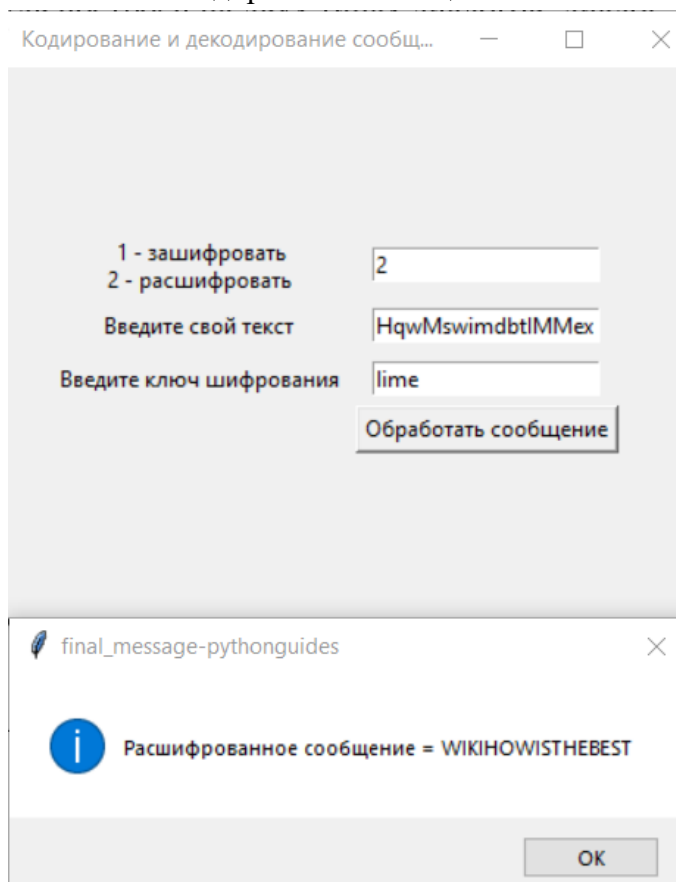 Кодирование и декодирование сообщ...
1 - зашифровать
2 - расшифровать
2
Введите свой текст
HqwMswimdbtIMMex
Введите ключ шифрования
lime
Обработать сообщение
final_message-pythonguides
Расшифрованное сообщение = WIKIHOWISTHEBEST
OK